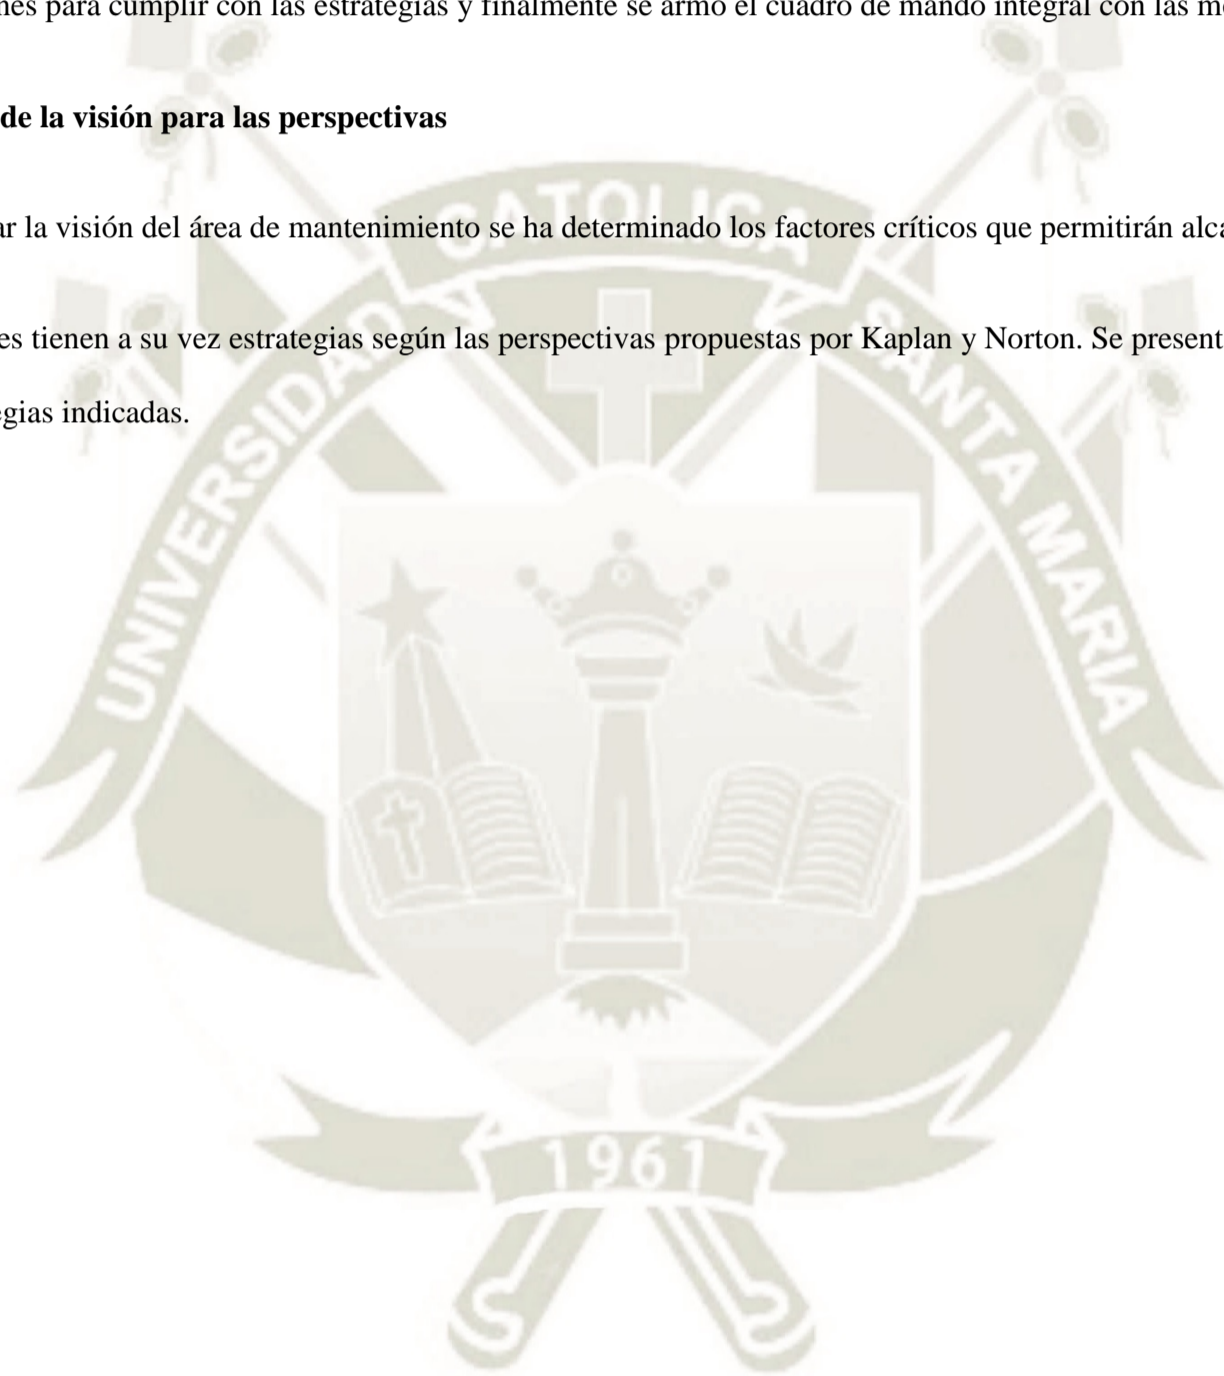 nes para cumplir con las estrategias y finalmente se armó el cuadro de mando integral con las m
de la visión para las perspectivas
ar la visión del área de mantenimiento se ha determinado los factores críticos que permitirán alca
es tienen a su vez estrategias según las perspectivas propuestas por Kaplan y Norton. Se present
egias indicadas.
CATOLICA
UNIVERSIDAD
SANTA MARIA
1961